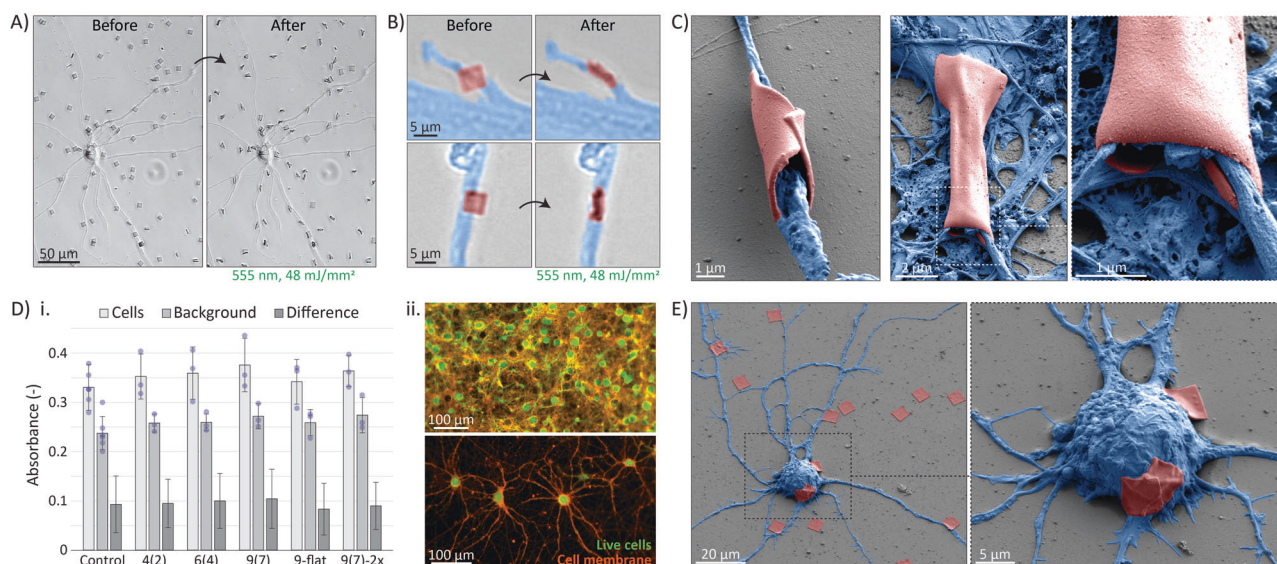 A)
Before
After
50 µm
555 nm, 48 mJ/mm²
B)
Before
After
5 µm
5 µm
555 nm, 48 mJ/mm²
C)
1 µm
2 µm
1 µm
D) i.
Cells Background Difference
Absorbance (-)
0.4
0.3
0.2
0.1
0
Control 4(2) 6(4) 9(7) 9-flat 9(7)-2x
ii.
100 µm
100 µm
Live cells
Cell membrane
E)
20 µm
5 µm